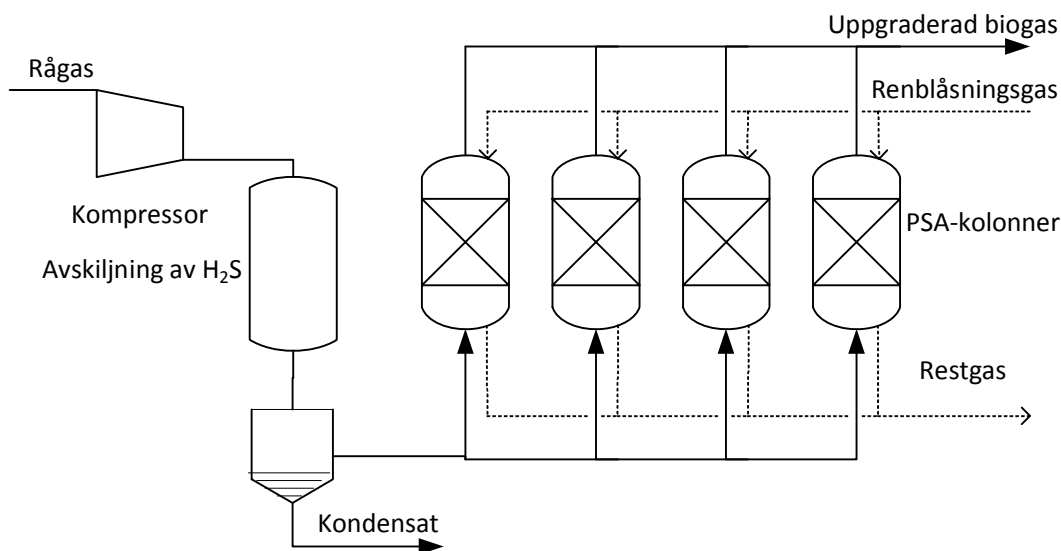 Uppgraderad biogas
Rågas
Renblåsningsgas
Kompressor
PSA-kolonner
Avskiljning av H₂S
Restgas
Kondensat